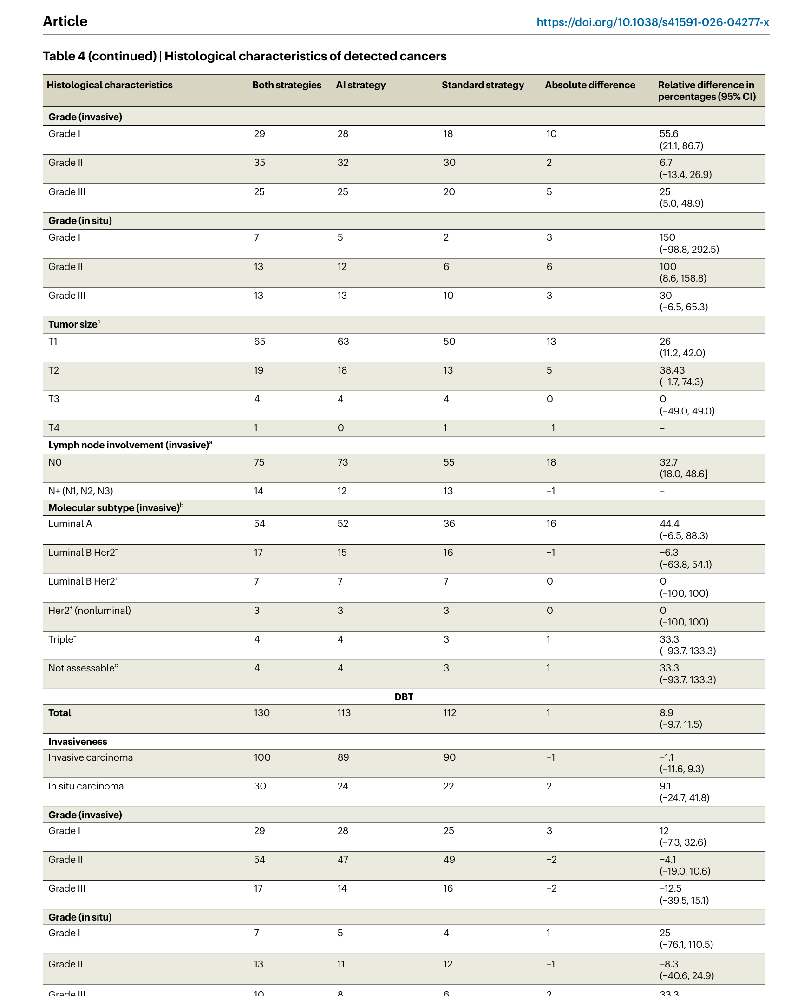 Article https://doi.org/10.1038/s41591-026-04277-x
Table 4 (continued) | Histological characteristics of detected cancers
Histological characteristics Both strategies AI strategy Standard strategy Absolute difference Relative difference in
percentages (95% CI)
Grade (invasive)
Grade I 29 28 18 10 55.6
(21.1, 86.7)
Grade II 35 32 30 2 6.7
(−13.4, 26.9)
Grade III 25 25 20 5 25
(5.0, 48.9)
Grade (in situ)
Grade I 7 5 2 3 150
(−98.8, 292.5)
Grade II 13 12 6 6 100
(8.6, 158.8)
Grade III 13 13 10 3 30
(−6.5, 65.3)
Tumor sizeᵃ
T1 65 63 50 13 26
(11.2, 42.0)
T2 19 18 13 5 38.43
(−1.7, 74.3)
T3 4 4 4 0 0
(−49.0, 49.0)
T4 1 0 1 −1 –
Lymph node involvement (invasive)ᵃ
N0 75 73 55 18 32.7
(18.0, 48.6]
N+ (N1, N2, N3) 14 12 13 −1 –
Molecular subtype (invasive)ᵇ
Luminal A 54 52 36 16 44.4
(−6.5, 88.3)
Luminal B Her2⁻ 17 15 16 −1 −6.3
(−63.8, 54.1)
Luminal B Her2⁺ 7 7 7 0 0
(−100, 100)
Her2⁺ (nonluminal) 3 3 3 0 0
(−100, 100)
Triple⁻ 4 4 3 1 33.3
(−93.7, 133.3)
Not assessableᶜ 4 4 3 1 33.3
(−93.7, 133.3)
DBT
Total 130 113 112 1 8.9
(−9.7, 11.5)
Invasiveness
Invasive carcinoma 100 89 90 −1 −1.1
(−11.6, 9.3)
In situ carcinoma 30 24 22 2 9.1
(−24.7, 41.8)
Grade (invasive)
Grade I 29 28 25 3 12
(−7.3, 32.6)
Grade II 54 47 49 −2 −4.1
(−19.0, 10.6)
Grade III 17 14 16 −2 −12.5
(−39.5, 15.1)
Grade (in situ)
Grade I 7 5 4 1 25
(−76.1, 110.5)
Grade II 13 11 12 −1 −8.3
(−40.6, 24.9)
Grade III 10 8 6 2 33.3